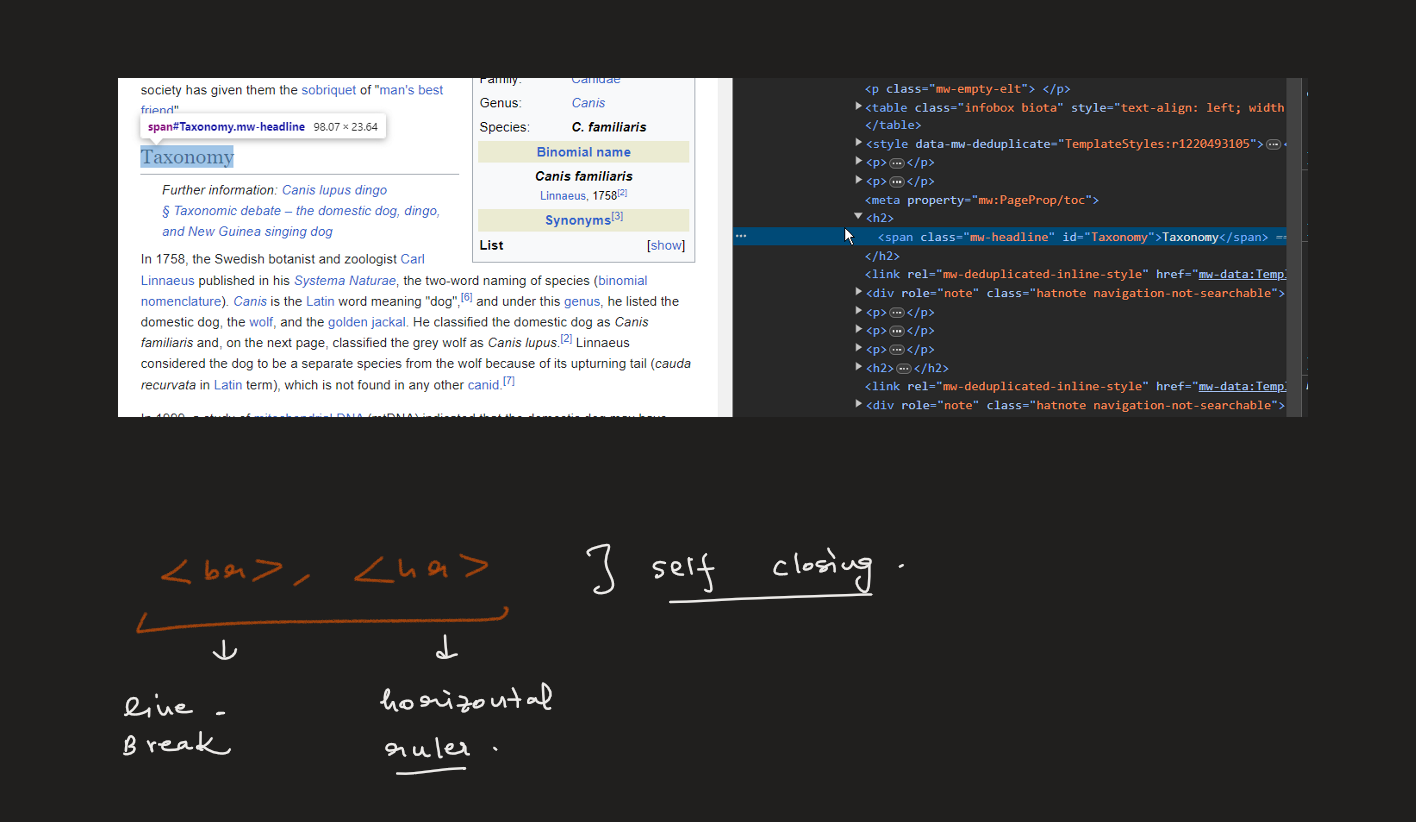 society has given them the sobriquet of "man's best
friend"
span#Taxonomy.mw-headline 98.07 × 23.64
Taxonomy
Further information: Canis lupus dingo
§ Taxonomic debate – the domestic dog, dingo,
and New Guinea singing dog
Family: Canidae
Genus: Canis
Species: C. familiaris
Binomial name
Canis familiaris
Linnaeus, 1758[2]
Synonyms[3]
List [show]
In 1758, the Swedish botanist and zoologist Carl
Linnaeus published in his Systema Naturae, the two-word naming of species (binomial
nomenclature). Canis is the Latin word meaning "dog",[6] and under this genus, he listed the
domestic dog, the wolf, and the golden jackal. He classified the domestic dog as Canis
familiaris and, on the next page, classified the grey wolf as Canis lupus.[2] Linnaeus
considered the dog to be a separate species from the wolf because of its upturning tail (cauda
recurvata in Latin term), which is not found in any other canid.[7]
a study of mitochondrial DNA (mtDNA) indicated that the domestic dog may have
<p class="mw-empty-elt"> </p>
<table class="infobox biota" style="text-align: left; width
</table>
<style data-mw-deduplicate="TemplateStyles:r1220493105">…
<p>…</p>
<p>…</p>
<meta property="mw:PageProp/toc">
<h2>
<span class="mw-headline" id="Taxonomy">Taxonomy</span> ==
</h2>
<link rel="mw-deduplicated-inline-style" href="mw-data:Templ
<div role="note" class="hatnote navigation-not-searchable">
<p>…</p>
<p>…</p>
<p>…</p>
<h2>…</h2>
<link rel="mw-deduplicated-inline-style" href="mw-data:Templ
<div role="note" class="hatnote navigation-not-searchable">
<br>, <hr> } self closing.
line -
Break
horizontal
ruler.